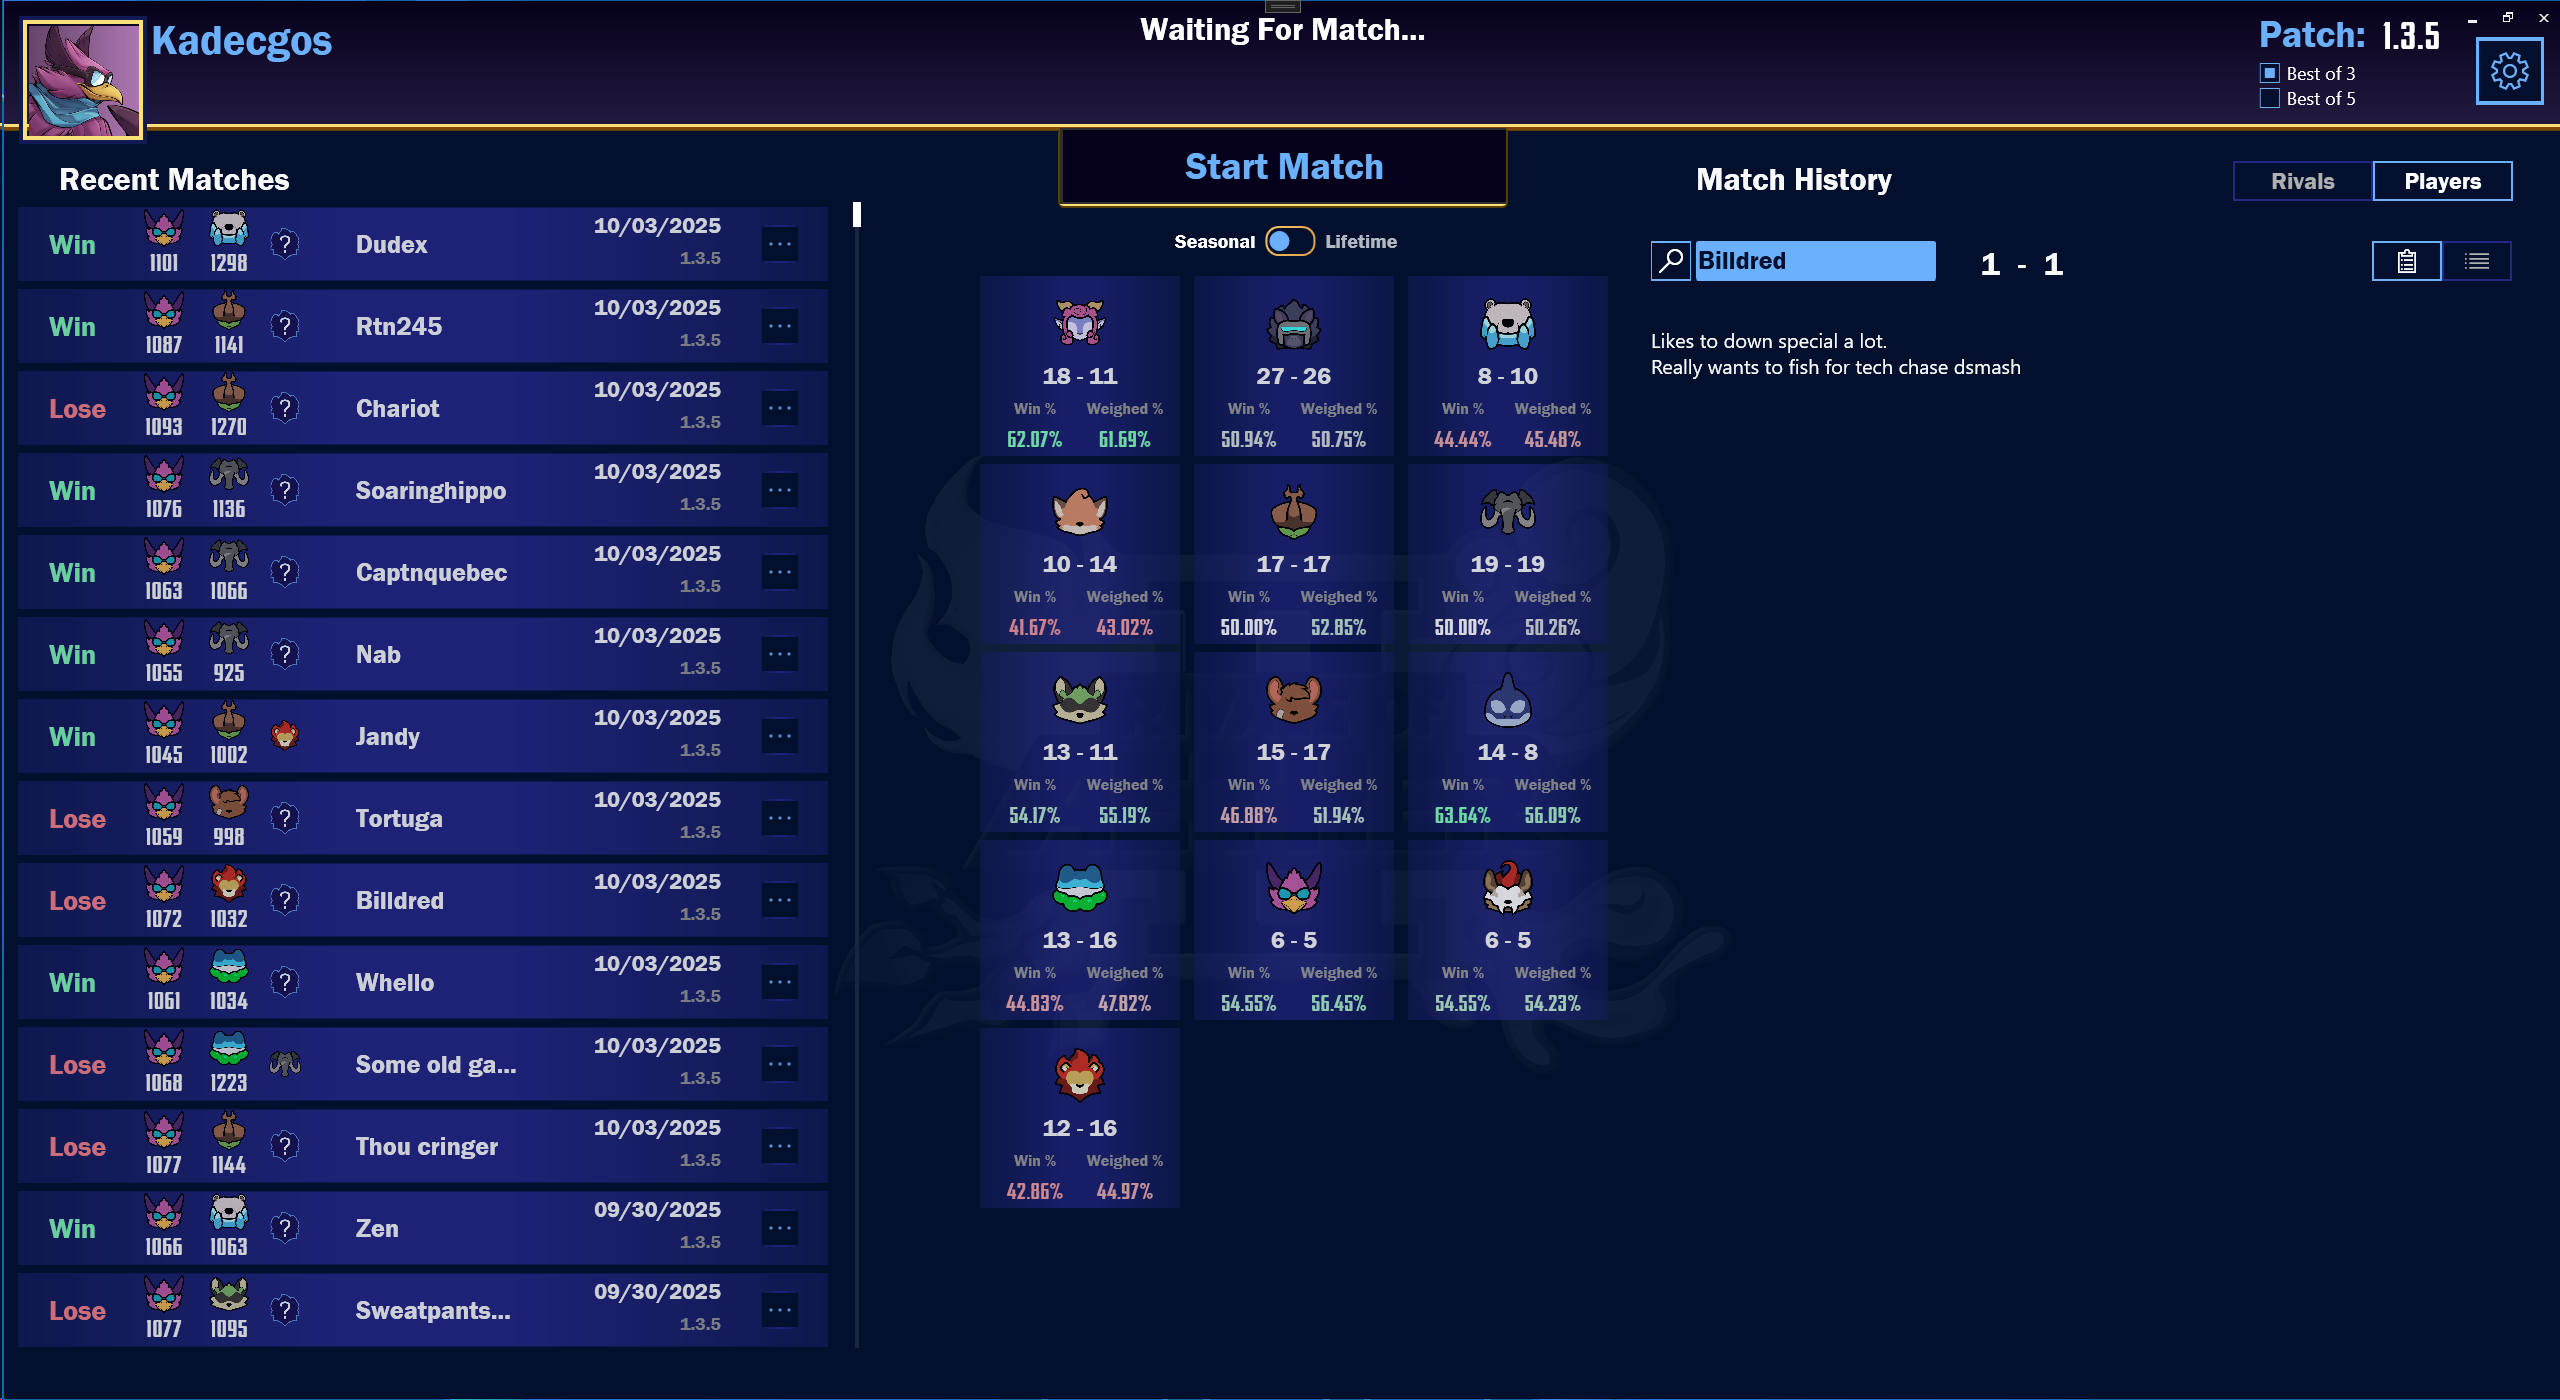 Kadecgos
Waiting For Match...
Patch: 1.3.5
Best of 3
Best of 5
Start Match
Recent Matches
Win 1101 1298 ? Dudex 10/03/2025 1.3.5 ...
Win 1087 1141 ? Rtn245 10/03/2025 1.3.5 ...
Lose 1093 1270 ? Chariot 10/03/2025 1.3.5 ...
Win 1076 1136 ? Soaringhippo 10/03/2025 1.3.5 ...
Win 1063 1066 ? Captnquebec 10/03/2025 1.3.5 ...
Win 1055 925 ? Nab 10/03/2025 1.3.5 ...
Win 1045 1002 Jandy 10/03/2025 1.3.5 ...
Lose 1059 998 ? Tortuga 10/03/2025 1.3.5 ...
Lose 1072 1032 ? Billdred 10/03/2025 1.3.5 ...
Win 1061 1034 ? Whello 10/03/2025 1.3.5 ...
Lose 1068 1223 Some old ga... 10/03/2025 1.3.5 ...
Lose 1077 1144 ? Thou cringer 10/03/2025 1.3.5 ...
Win 1066 1063 ? Zen 09/30/2025 1.3.5 ...
Lose 1077 1095 ? Sweatpants... 09/30/2025 1.3.5 ...
Seasonal Lifetime
18 - 11 27 - 26 8 - 10
Win % Weighed % Win % Weighed % Win % Weighed %
62.07% 61.69% 50.94% 50.75% 44.44% 45.48%
10 - 14 17 - 17 19 - 19
Win % Weighed % Win % Weighed % Win % Weighed %
41.67% 43.02% 50.00% 52.85% 50.00% 50.26%
13 - 11 15 - 17 14 - 8
Win % Weighed % Win % Weighed % Win % Weighed %
54.17% 55.19% 46.88% 51.94% 63.64% 56.09%
13 - 16 6 - 5 6 - 5
Win % Weighed % Win % Weighed % Win % Weighed %
44.83% 47.82% 54.55% 56.45% 54.55% 54.23%
12 - 16
Win % Weighed %
42.86% 44.97%
Match History
Rivals Players
Billdred 1 - 1
Likes to down special a lot.
Really wants to fish for tech chase dsmash